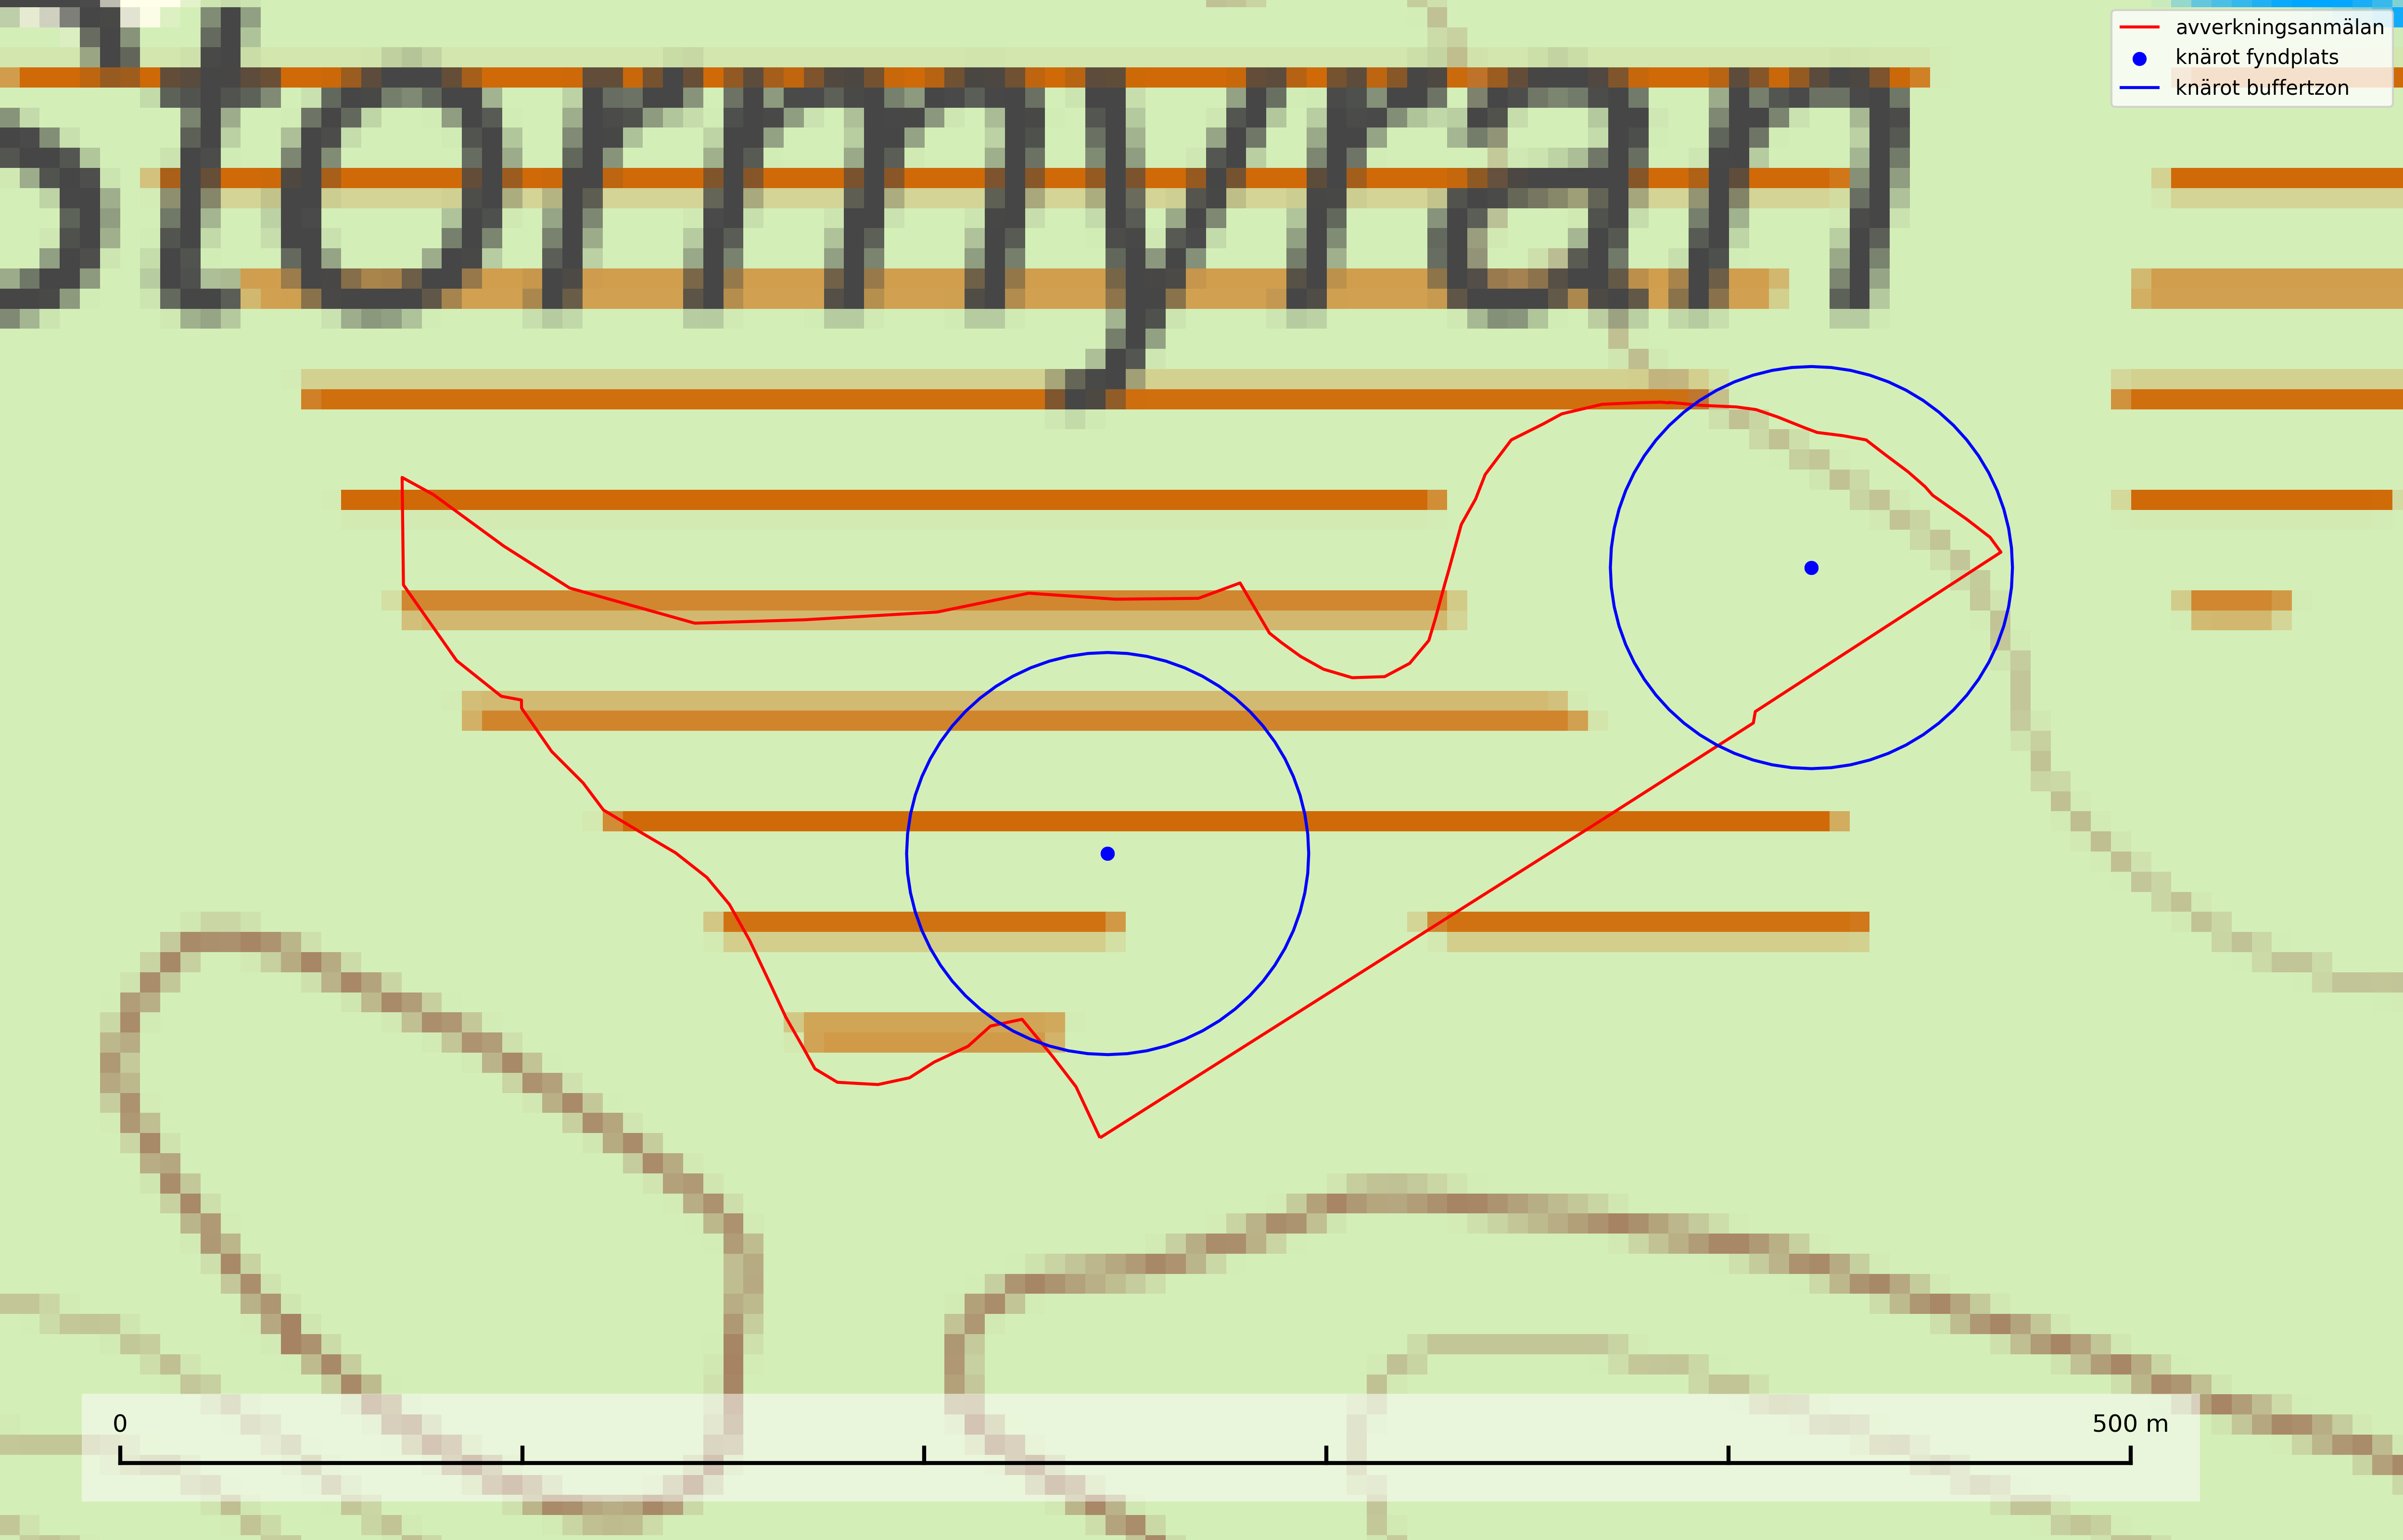 Stormyran
avverkningsanmälan
knärot fyndplats
knärot buffertzon
0
500 m